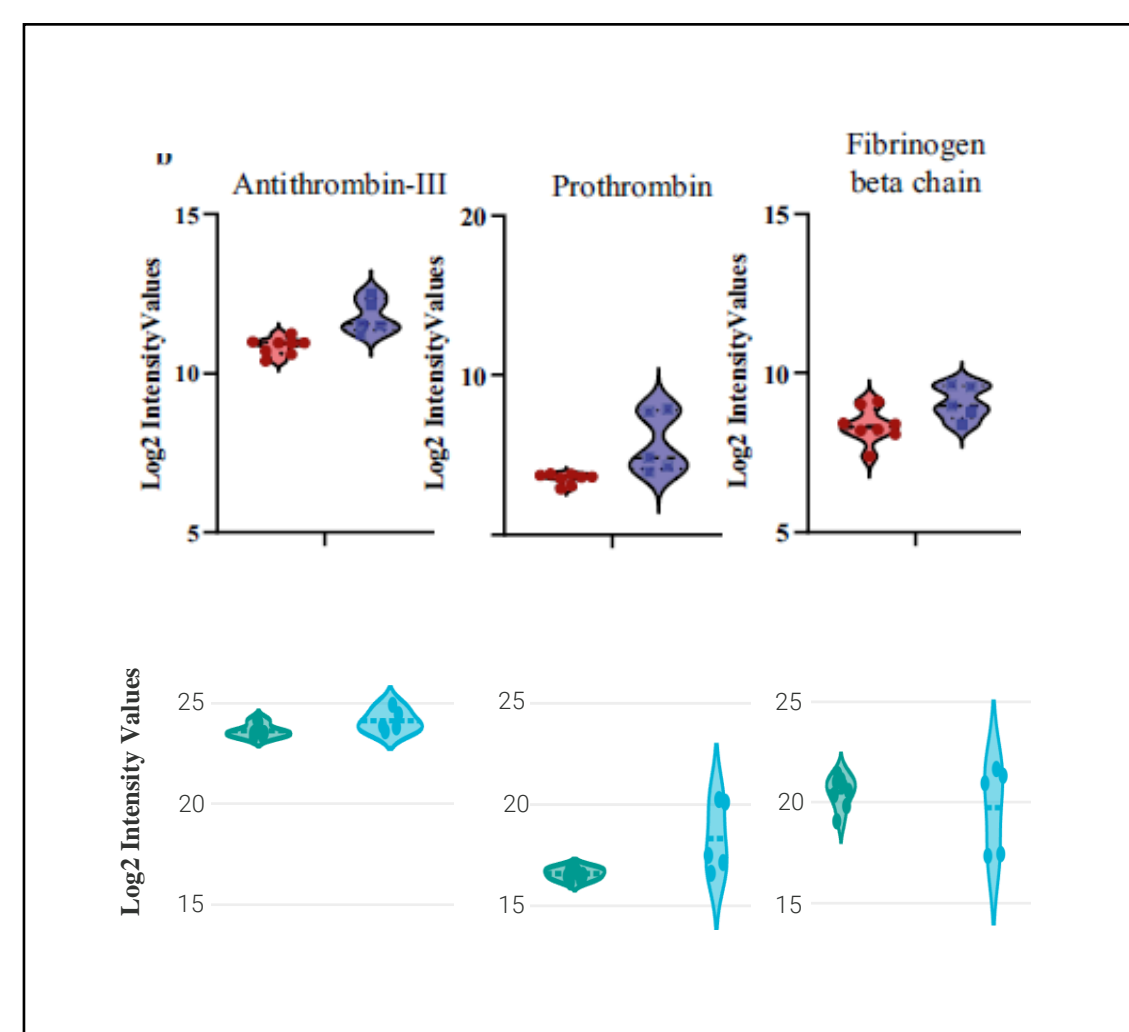 Antithrombin-III
Prothrombin
Fibrinogen
beta chain
15
10
5
Log2 IntensityValues
20
10
Log2 IntensityValues
15
10
5
Log2 IntensityValues
25
20
15
Log2 Intensity Values
25
20
15
25
20
15